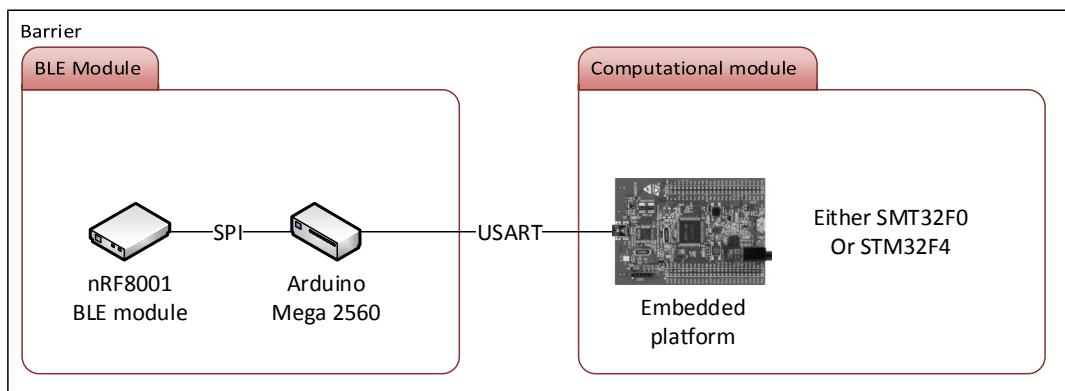 Barrier
BLE Module
Computational module
SPI
USART
nRF8001
BLE module
Arduino
Mega 2560
Embedded
platform
Either SMT32F0
Or STM32F4